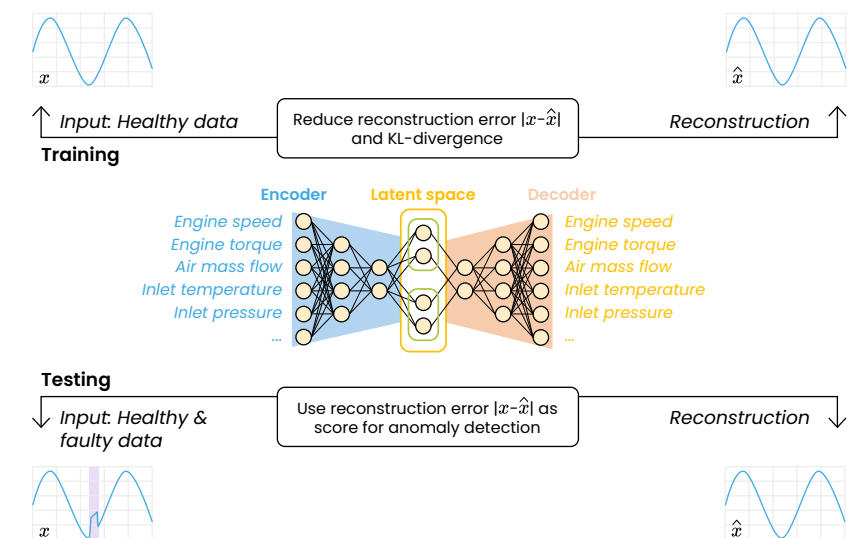 x
x̂
Input: Healthy data
Reduce reconstruction error |x-x̂|
and KL-divergence
Reconstruction
Training
Encoder
Latent space
Decoder
Engine speed
Engine torque
Air mass flow
Inlet temperature
Inlet pressure
...
Engine speed
Engine torque
Air mass flow
Inlet temperature
Inlet pressure
...
Testing
Input: Healthy &
faulty data
Use reconstruction error |x-x̂| as
score for anomaly detection
Reconstruction
x
x̂